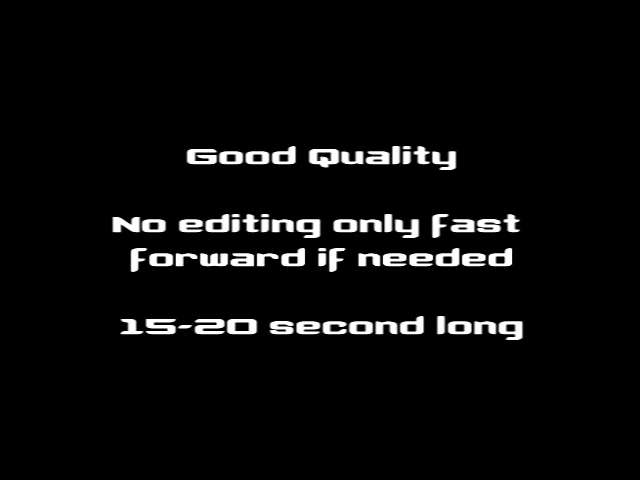 Good Quality
No editing only fast
forward if needed
15-20 second long